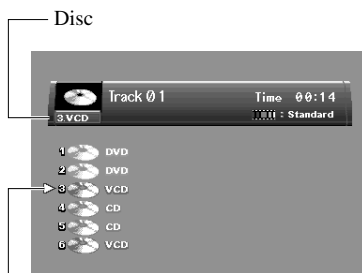 Disc
Track 01
Time 00:14
3.VCD
: Standard
1 DVD
2 DVD
3 VCD
4 CD
5 CD
6 VCD